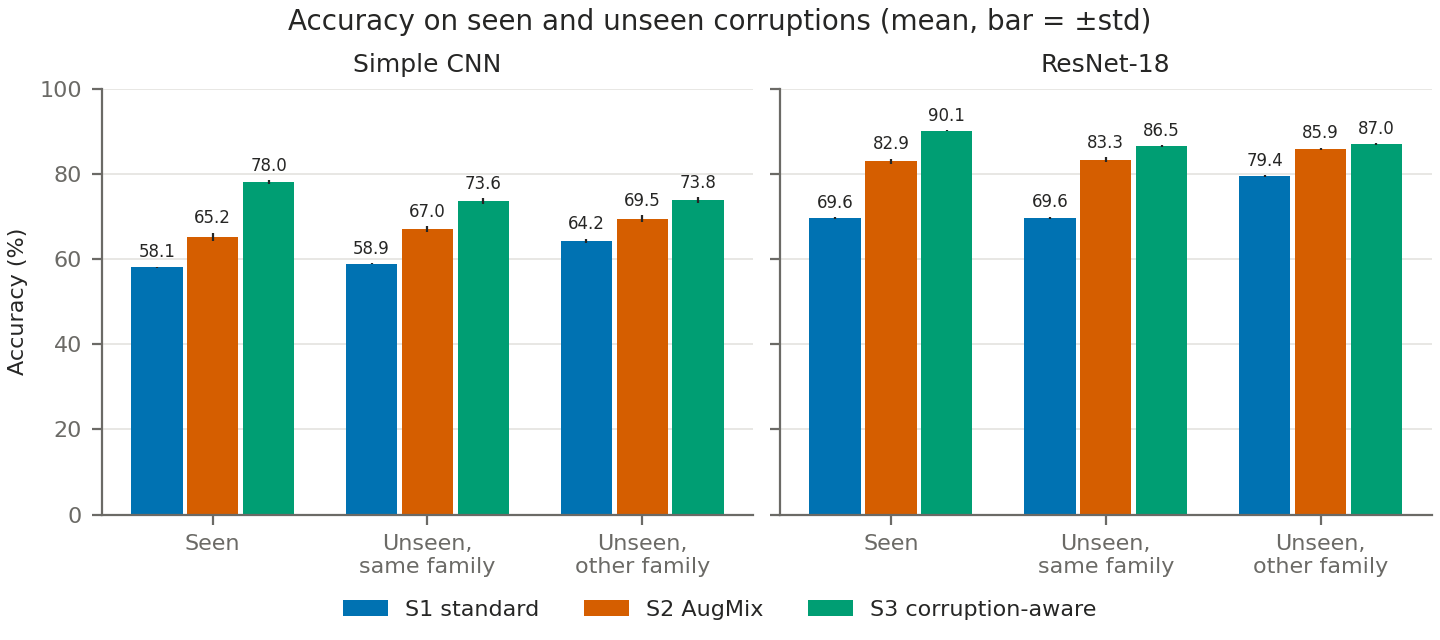 Accuracy on seen and unseen corruptions (mean, bar = ±std)
Simple CNN
ResNet-18
Accuracy (%)
100
80
60
40
20
0
58.1
65.2
78.0
58.9
67.0
73.6
64.2
69.5
73.8
69.6
82.9
90.1
69.6
83.3
86.5
79.4
85.9
87.0
Seen
Unseen,
same family
Unseen,
other family
Seen
Unseen,
same family
Unseen,
other family
S1 standard
S2 AugMix
S3 corruption-aware